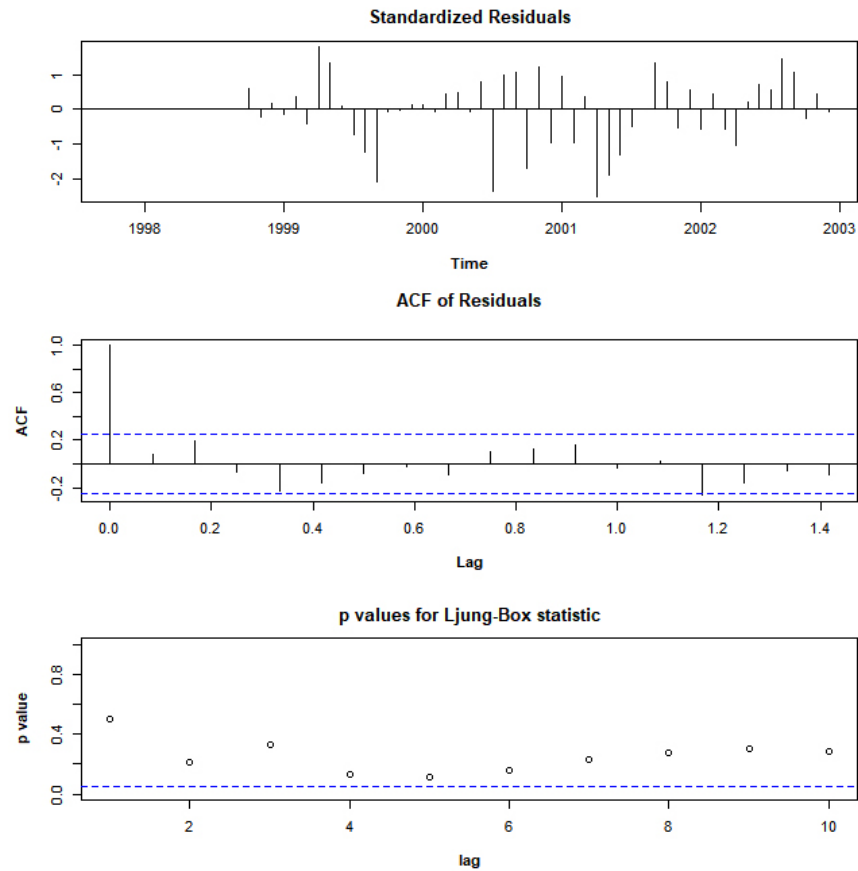 Standardized Residuals
1
0
-1
-2
1998 1999 2000 2001 2002 2003
Time
ACF of Residuals
ACF
1.0
0.6
0.2
-0.2
0.0 0.2 0.4 0.6 0.8 1.0 1.2 1.4
Lag
p values for Ljung-Box statistic
p value
0.8
0.4
0.0
2 4 6 8 10
lag